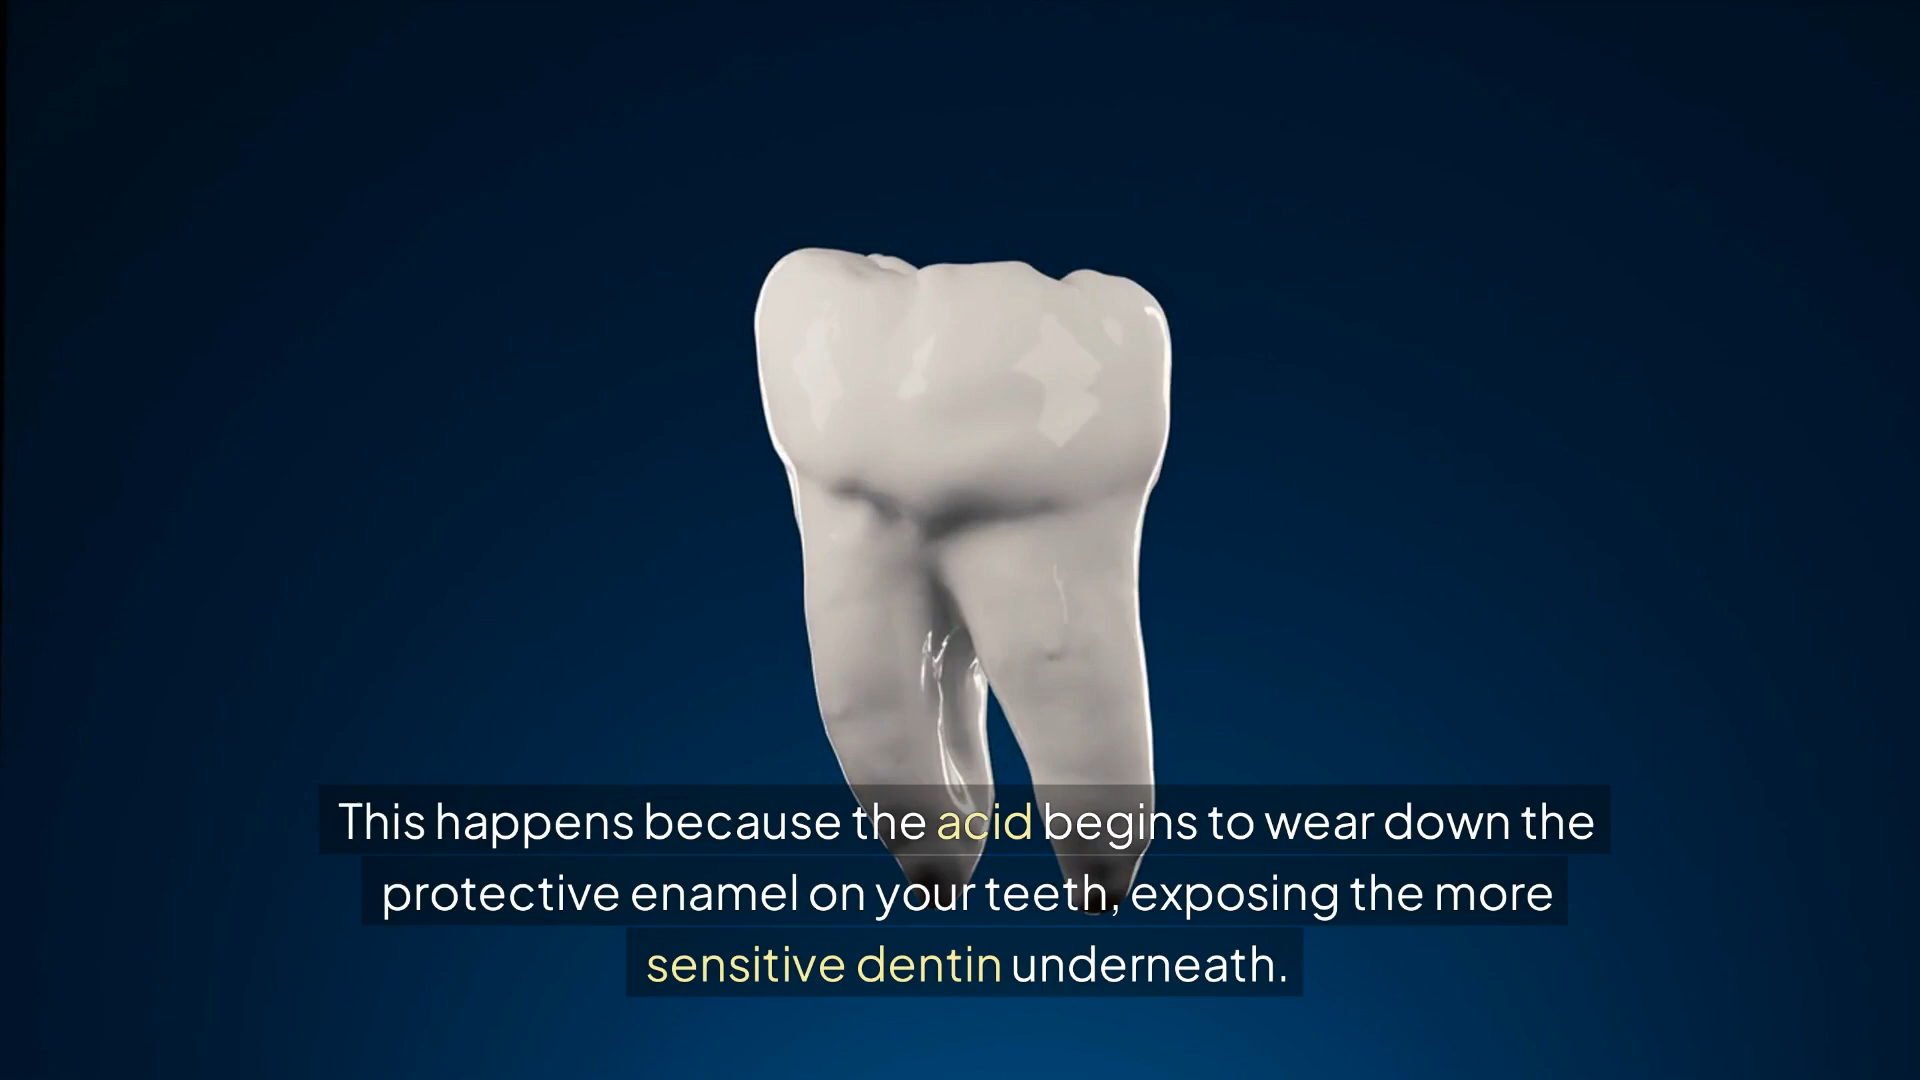 This happens because the acid begins to wear down the
protective enamel on your teeth, exposing the more
sensitive dentin underneath.